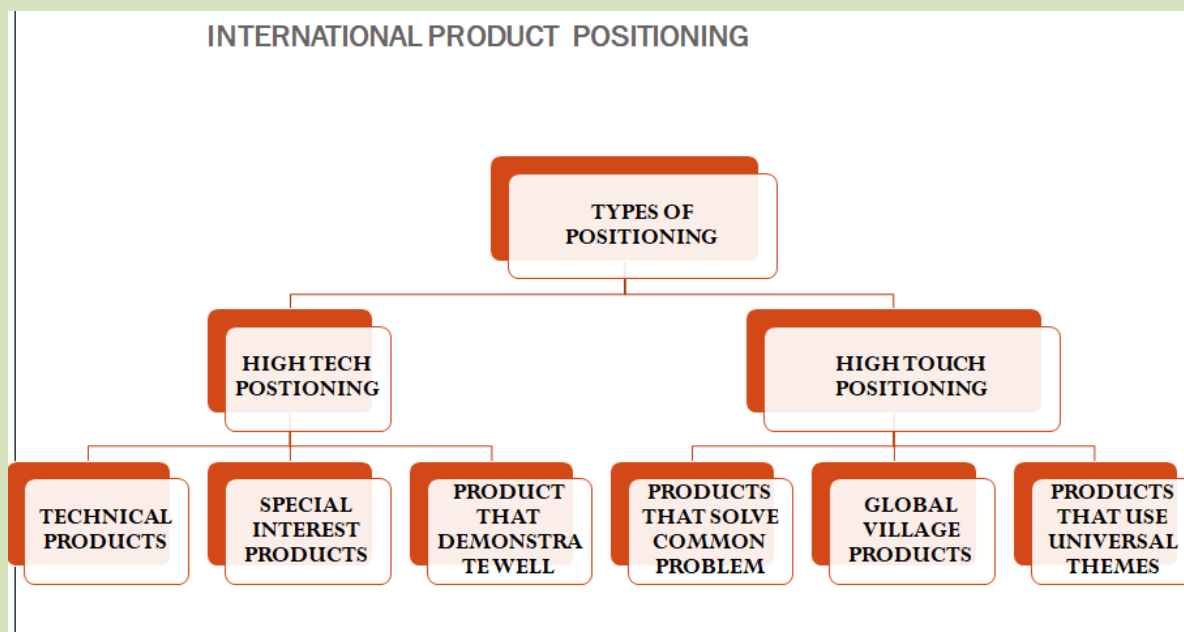 INTERNATIONAL PRODUCT POSITIONING
TYPES OF
POSITIONING
HIGH TECH
POSTIONING
HIGH TOUCH
POSITIONING
TECHNICAL
PRODUCTS
SPECIAL
INTEREST
PRODUCTS
PRODUCT
THAT
DEMONSTRA
TE WELL
PRODUCTS
THAT SOLVE
COMMON
PROBLEM
GLOBAL
VILLAGE
PRODUCTS
PRODUCTS
THAT USE
UNIVERSAL
THEMES